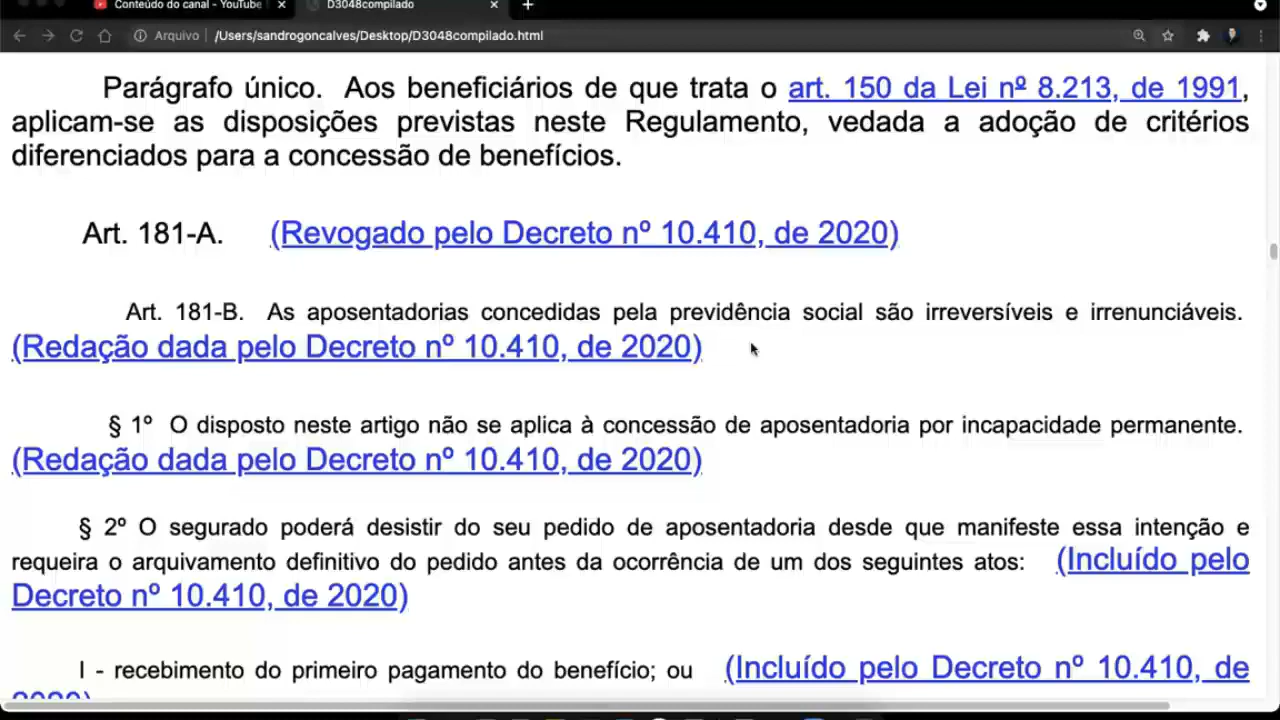 Conteúdo do canal - YouTube
D3048compilado
Arquivo /Users/sandrogoncalves/Desktop/D3048compilado.html
Parágrafo único. Aos beneficiários de que trata o art. 150 da Lei nº 8.213, de 1991,
aplicam-se as disposições previstas neste Regulamento, vedada a adoção de critérios
diferenciados para a concessão de benefícios.
Art. 181-A. (Revogado pelo Decreto nº 10.410, de 2020)
Art. 181-B. As aposentadorias concedidas pela previdência social são irreversíveis e irrenunciáveis.
(Redação dada pelo Decreto nº 10.410, de 2020)
§ 1º O disposto neste artigo não se aplica à concessão de aposentadoria por incapacidade permanente.
(Redação dada pelo Decreto nº 10.410, de 2020)
§ 2º O segurado poderá desistir do seu pedido de aposentadoria desde que manifeste essa intenção e
requeira o arquivamento definitivo do pedido antes da ocorrência de um dos seguintes atos: (Incluído pelo
Decreto nº 10.410, de 2020)
I - recebimento do primeiro pagamento do benefício; ou (Incluído pelo Decreto nº 10.410, de
2020)